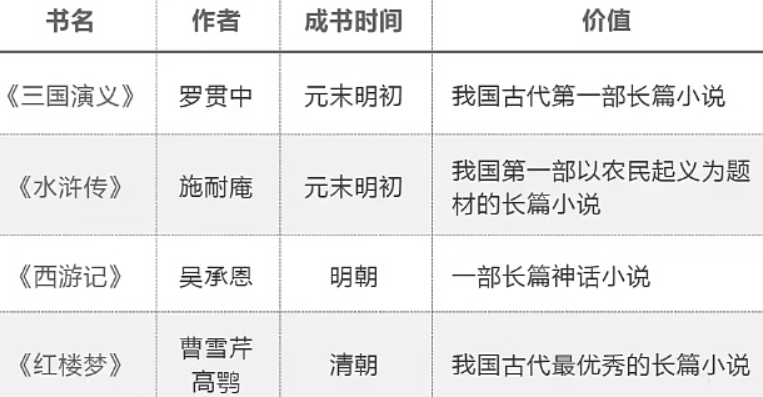 书名 作者 成书时间 价值
《三国演义》 罗贯中 元末明初 我国古代第一部长篇小说
《水浒传》 施耐庵 元末明初 我国第一部以农民起义为题
材的长篇小说
《西游记》 吴承恩 明朝 一部长篇神话小说
《红楼梦》 曹雪芹
高鹗 清朝 我国古代最优秀的长篇小说